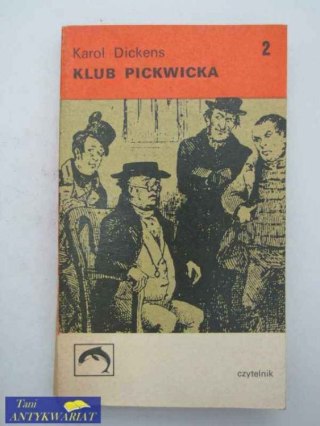 Karol Dickens
2
KLUB PICKWICKA
czytelnik
Tani
ANTYKWARIAT